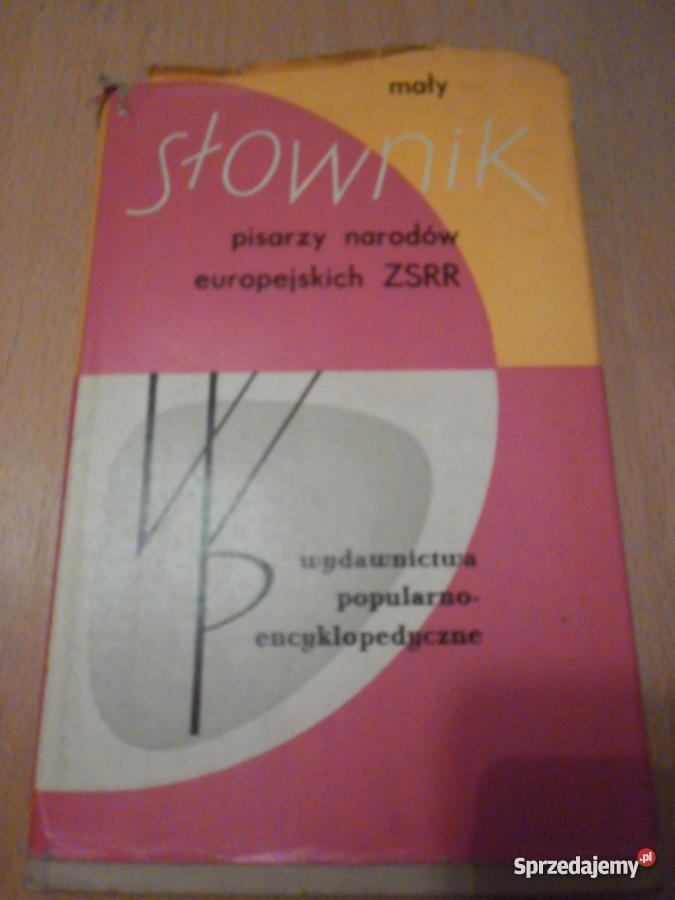 mały
słownik
pisarzy narodów
europejskich ZSRR
WP
wydawnictwa
popularno-
encyklopedyczne
Sprzedajemy.pl